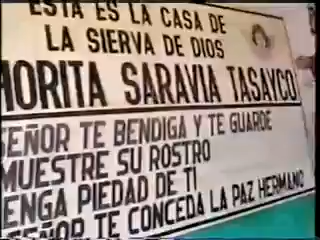 ESTA ES LA CASA DE
LA SIERVA DE DIOS
MORITA SARAVIA TASAYCO
SEÑOR TE BENDIGA Y TE GUARDE
MUESTRE SU ROSTRO
ENGA PIEDAD DE TI
SEÑOR TE CONCEDA LA PAZ HERMANO